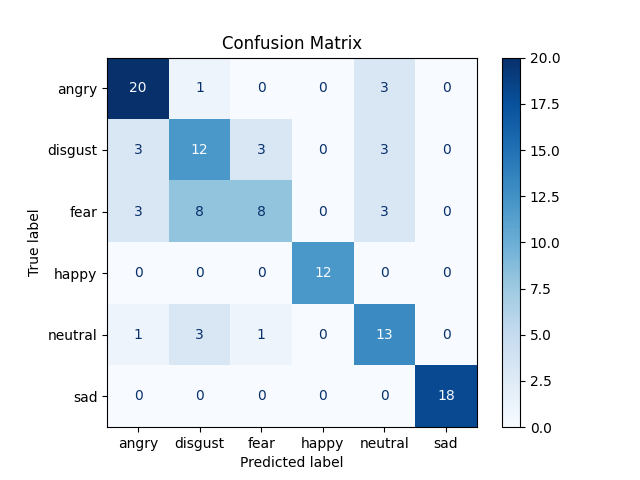 Confusion Matrix
True label
angry 20 1 0 0 3 0
disgust 3 12 3 0 3 0
fear 3 8 8 0 3 0
happy 0 0 0 12 0 0
neutral 1 3 1 0 13 0
sad 0 0 0 0 0 18
angry disgust fear happy neutral sad
Predicted label
20.0
17.5
15.0
12.5
10.0
7.5
5.0
2.5
0.0